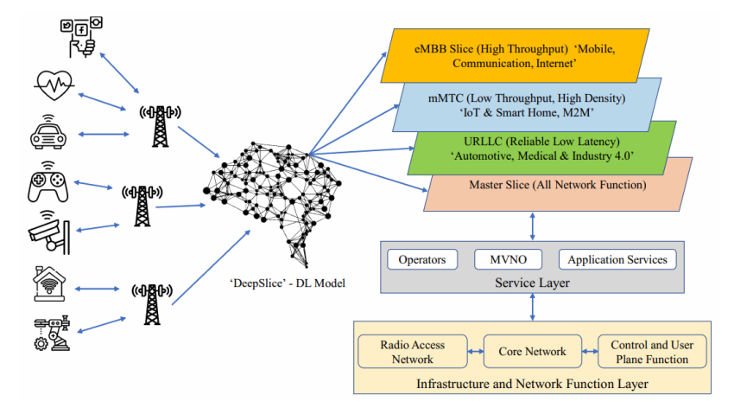 eMBB Slice (High Throughput) ‘Mobile,
Communication, Internet’
mMTC (Low Throughput, High Density)
‘IoT & Smart Home, M2M’
URLLC (Reliable Low Latency)
‘Automotive, Medical & Industry 4.0’
Master Slice (All Network Function)
‘DeepSlice’ - DL Model
Operators
MVNO
Application Services
Service Layer
Radio Access
Network
Core Network
Control and User
Plane Function
Infrastructure and Network Function Layer